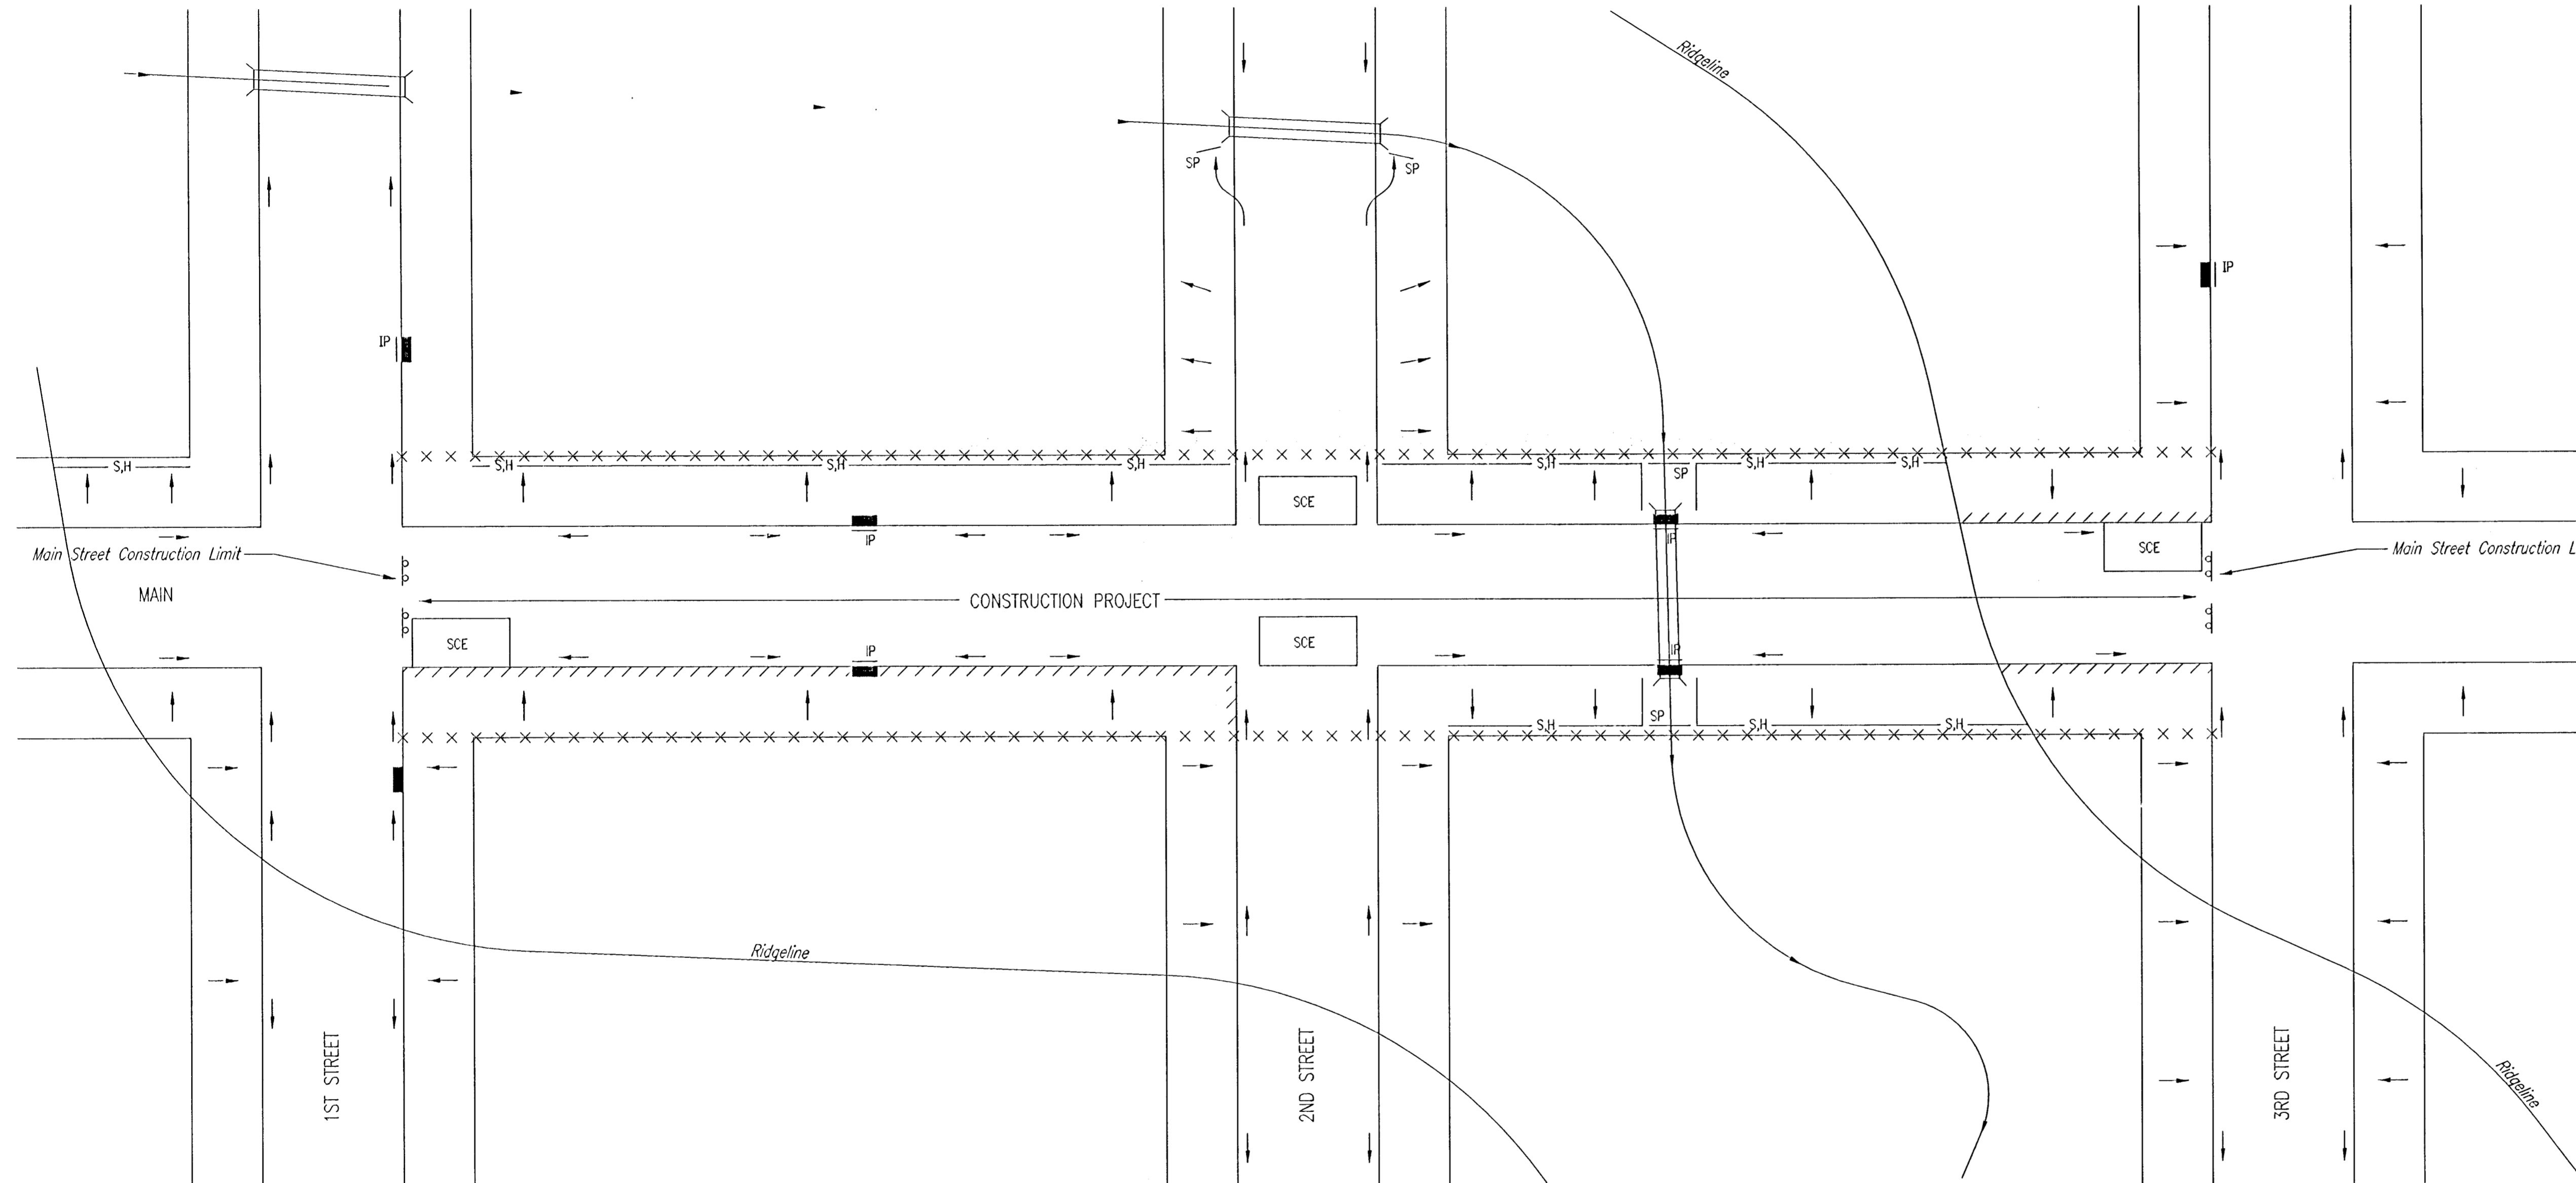 Ridgeline
SP
SP
IP
IP
S,H
S,H
S,H
S,H
S,H
SP
S,H
S,H
SCE
Main Street Construction Limit
IP
IP
SCE
Main Street Construction L
MAIN
CONSTRUCTION PROJECT
SCE
IP
SCE
IP
S,H
SP
S,H
S,H
Ridgeline
1ST STREET
2ND STREET
3RD STREET
Ridgeline